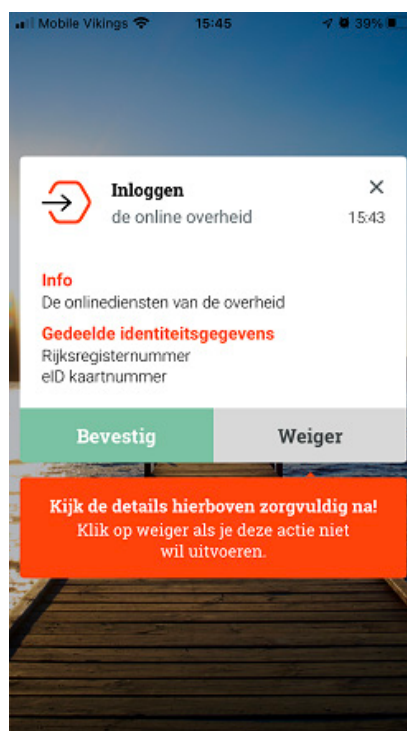 Mobile Vikings 15:45 39%
Inloggen
de online overheid 15:43
Info
De onlinediensten van de overheid
Gedeelde identiteitsgegevens
Rijksregisternummer
eID kaartnummer
Bevestig Weiger
Kijk de details hierboven zorgvuldig na!
Klik op weiger als je deze actie niet
wil uitvoeren.